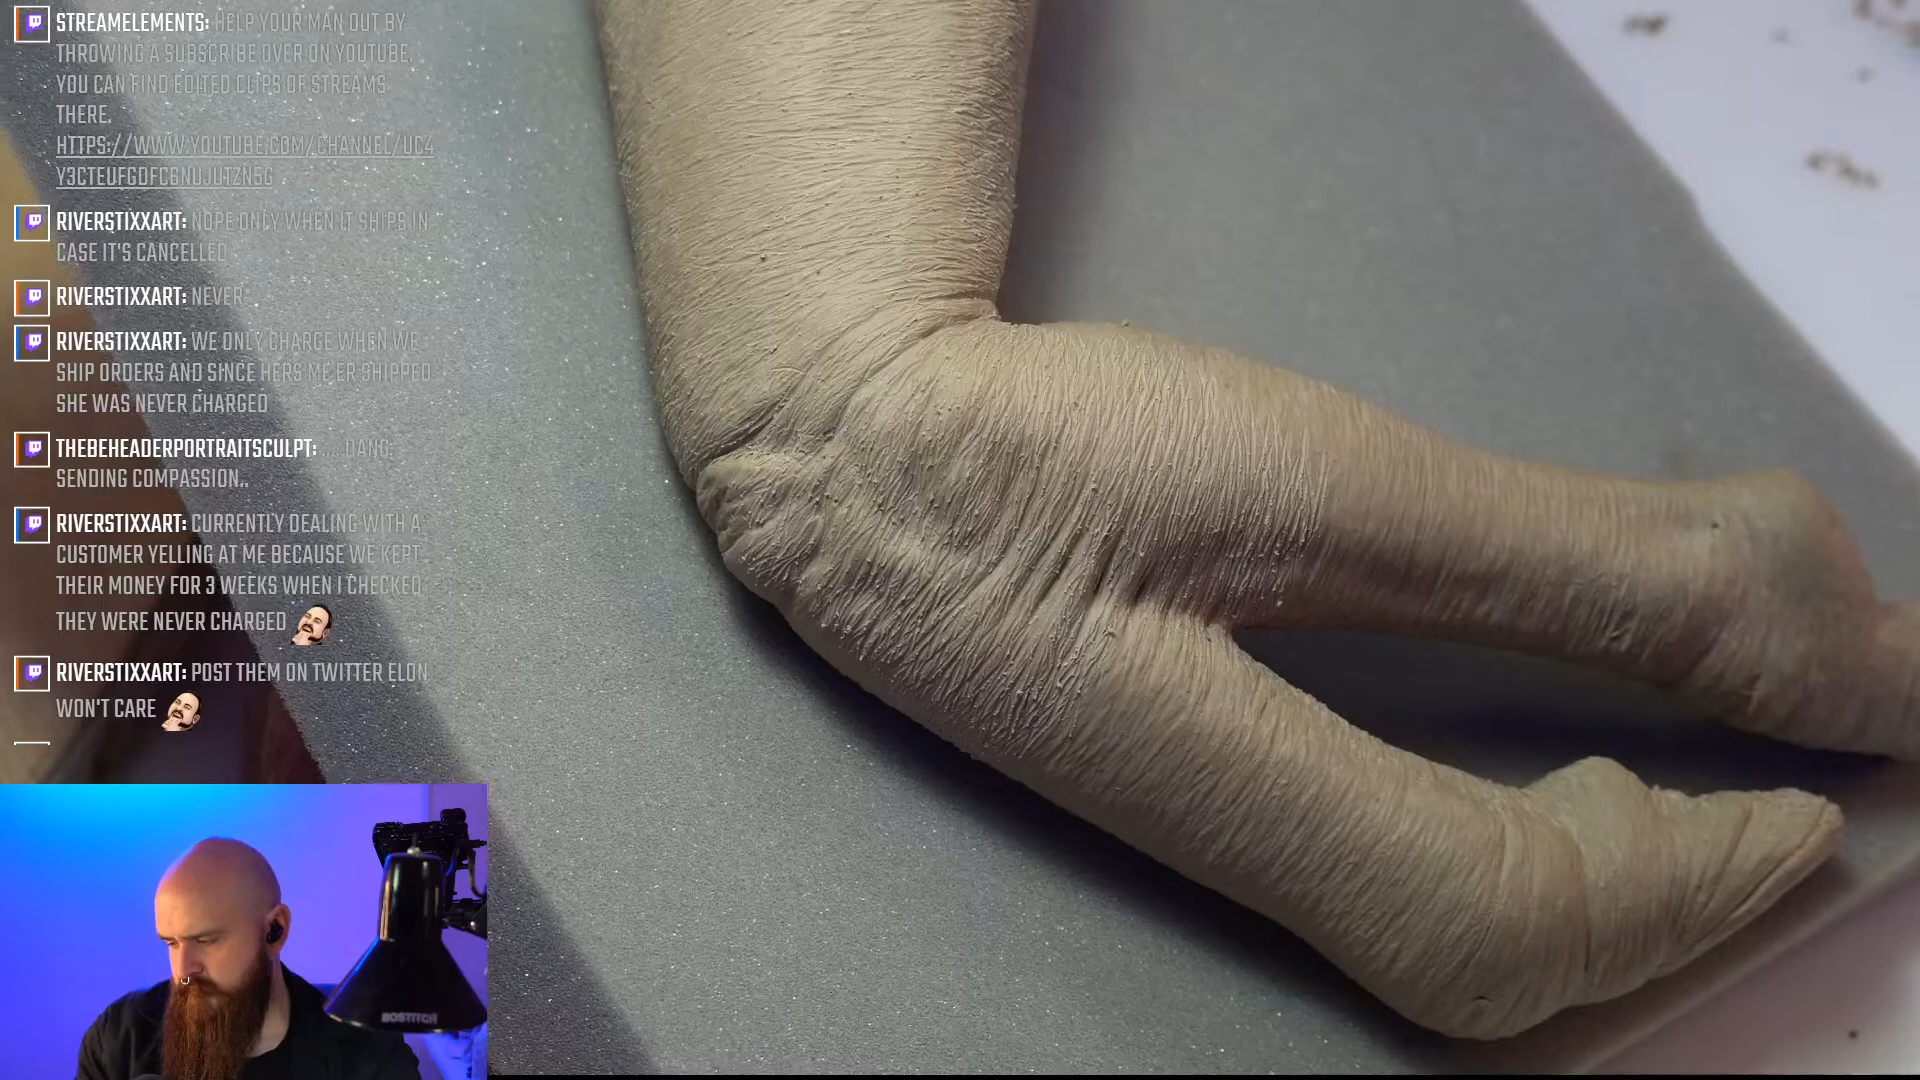 STREAMELEMENTS: HELP YOUR MAN OUT BY
THROWING A SUBSCRIBE OVER ON YOUTUBE.
YOU CAN FIND EDITED CLIPS OF STREAMS
THERE.
HTTPS://WWW.YOUTUBE.COM/CHANNEL/UC4
RIVERSTIXXART: NOPE ONLY WHEN IT SHIPS IN
CASE IT'S CANCELLED
RIVERSTIXXART: NEVER*
RIVERSTIXXART: WE ONLY CHARGE WHEN WE
SHIP ORDERS AND SINCE HERS NEVER SHIPPED
SHE WAS NEVER CHARGED
THEBEHEADERPORTRAITSCULPT: .... DANG.
SENDING COMPASSION..
RIVERSTIXXART: CURRENTLY DEALING WITH A
CUSTOMER YELLING AT ME BECAUSE WE KEPT
THEIR MONEY FOR 3 WEEKS WHEN I CHECKED
THEY WERE NEVER CHARGED
RIVERSTIXXART: POST THEM ON TWITTER ELON
WON'T CARE
BOSTITCH